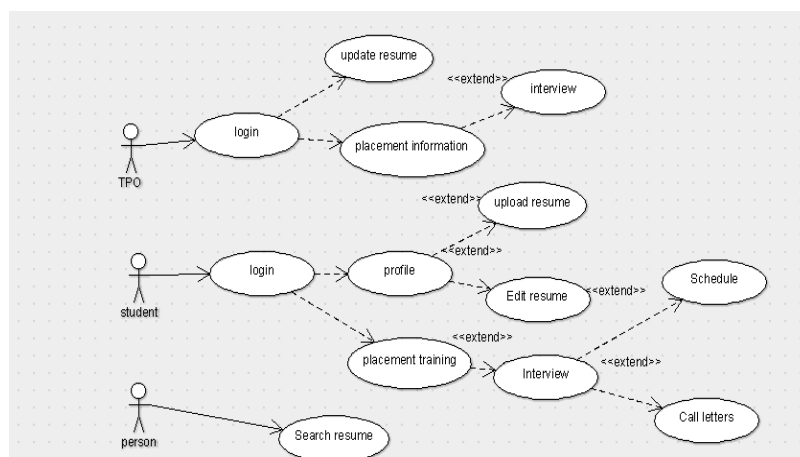 update resume
<<extend>>
interview
login
placement information
TPO
<<extend>>
upload resume
<<extend>>
login
profile
Schedule
student
Edit resume
<<extend>>
<<extend>>
placement training
Interview
<<extend>>
person
Search resume
Call letters